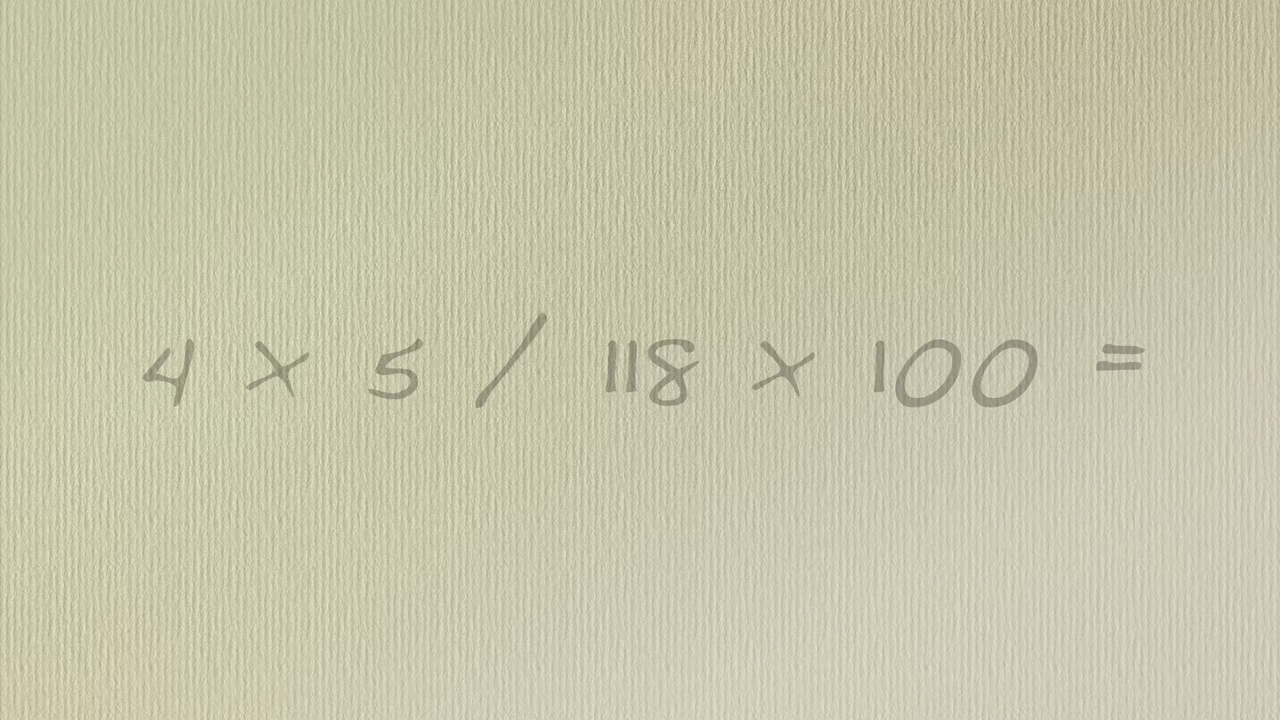 4 × 5 / 118 × 100 =